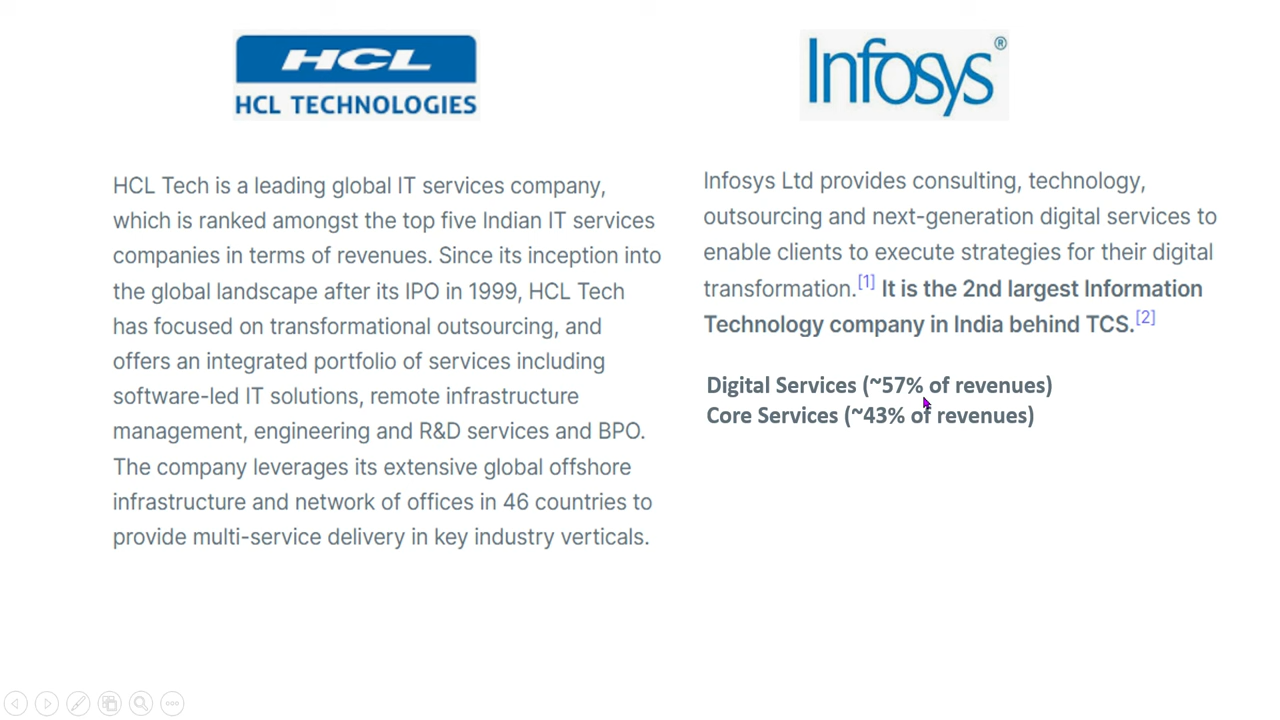 HCL
HCL TECHNOLOGIES
HCL Tech is a leading global IT services company,
which is ranked amongst the top five Indian IT services
companies in terms of revenues. Since its inception into
the global landscape after its IPO in 1999, HCL Tech
has focused on transformational outsourcing, and
offers an integrated portfolio of services including
software-led IT solutions, remote infrastructure
management, engineering and R&D services and BPO.
The company leverages its extensive global offshore
infrastructure and network of offices in 46 countries to
provide multi-service delivery in key industry verticals.
Infosys®
Infosys Ltd provides consulting, technology,
outsourcing and next-generation digital services to
enable clients to execute strategies for their digital
transformation.[1] It is the 2nd largest Information
Technology company in India behind TCS.[2]
Digital Services (~57% of revenues)
Core Services (~43% of revenues)